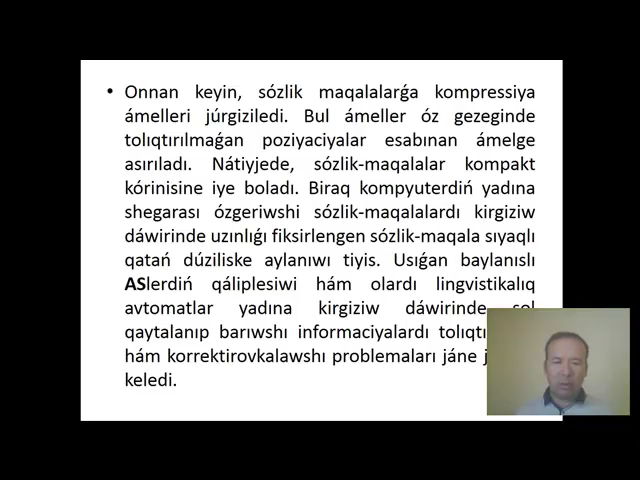 • Onnan keyin, sózlik maqalalarǵa kompressiya
ámelleri júrgiziledi. Bul ámeller óz gezeginde
tolıqtırılmaǵan poziyaciyalar esabınan ámelge
asırıladı. Nátiyjede, sózlik-maqalalar kompakt
kórinisine iye boladı. Biraq kompyuterdiń yadına
shegarası ózgeriwshi sózlik-maqalalardı kirgiziw
dáwirinde uzınlıǵı fiksirlengen sózlik-maqala sıyaqlı
qatań dúziliske aylanıwı tiyis. Usıǵan baylanıslı
ASlerdiń qáliplesiwi hám olardı lingvistikalıq
avtomatlar yadına kirgiziw dáwirinde sol
qaytalanıp barıwshı informaciyalardı
hám korrektirovkalawshı problemaları jáne
keledi.